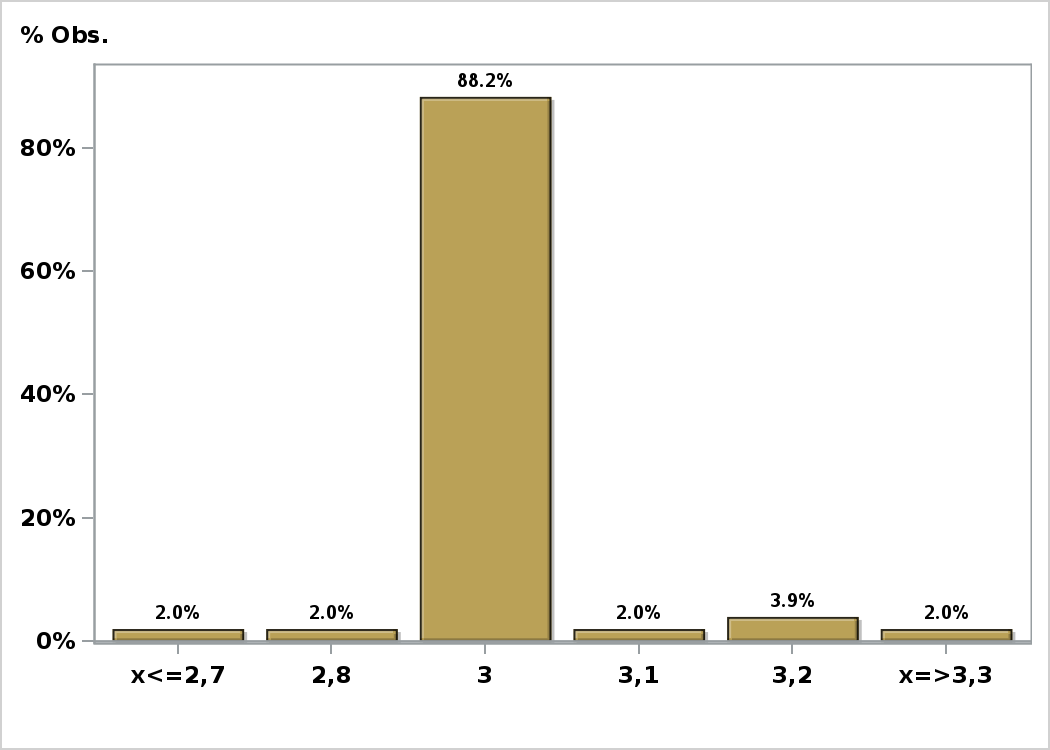 % Obs.
88.2%
80%
60%
40%
20%
2.0% 2.0% 2.0% 3.9% 2.0%
0%
x<=2,7 2,8 3 3,1 3,2 x=>3,3